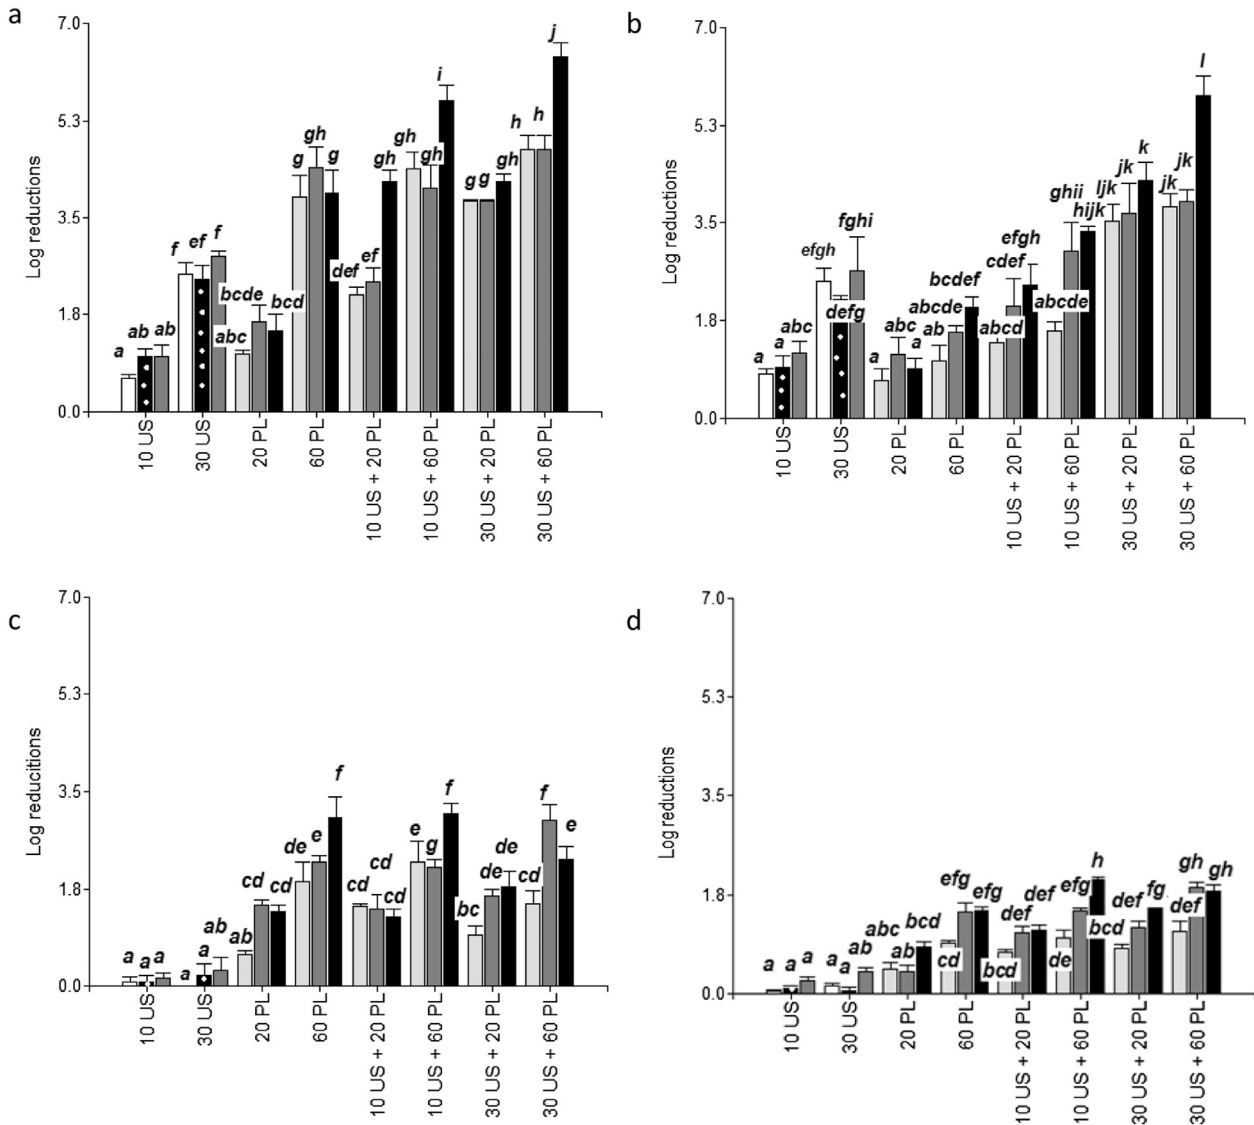 a
7.0
5.3
3.5
1.8
0.0
Log reductions
a ab ab
f ef f
abc bcde bcd
g gh g
def ef gh
gh gh i
g g gh
h h j
10 US
30 US
20 PL
60 PL
10 US + 20 PL
10 US + 60 PL
30 US + 20 PL
30 US + 60 PL
b
7.0
5.3
3.5
1.8
0.0
Log reductions
a a abc
efgh defg fghi
a abc a
ab abcde bcdef
abcd cdef efgh
abcde ghii hijk
ljk jk k
jk jk l
10 US
30 US
20 PL
60 PL
10 US + 20 PL
10 US + 60 PL
30 US + 20 PL
30 US + 60 PL
c
7.0
5.3
3.5
1.8
0.0
Log reducitions
a a a
a a ab
ab cd cd
de e f
cd cd cd
e g f
bc de de
cd f e
10 US
30 US
20 PL
60 PL
10 US + 20 PL
10 US + 60 PL
30 US + 20 PL
30 US + 60 PL
d
7.0
5.3
3.5
1.8
0.0
Log reductions
a a a
a a ab
abc ab bcd
cd efg efg
bcd def def
de efg h
bcd def fg
def gh gh
10 US
30 US
20 PL
60 PL
10 US + 20 PL
10 US + 60 PL
30 US + 20 PL
30 US + 60 PL